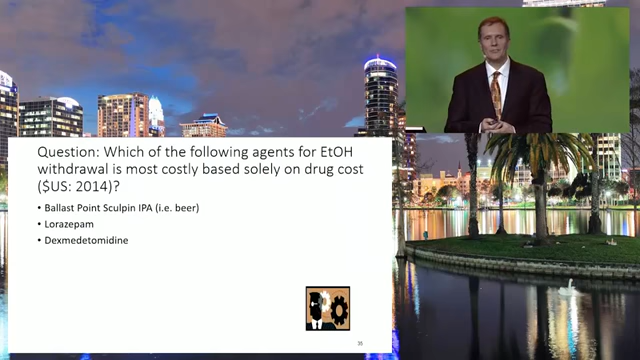 Question: Which of the following agents for EtOH
withdrawal is most costly based solely on drug cost
($US: 2014)?
• Ballast Point Sculpin IPA (i.e. beer)
• Lorazepam
• Dexmedetomidine
35